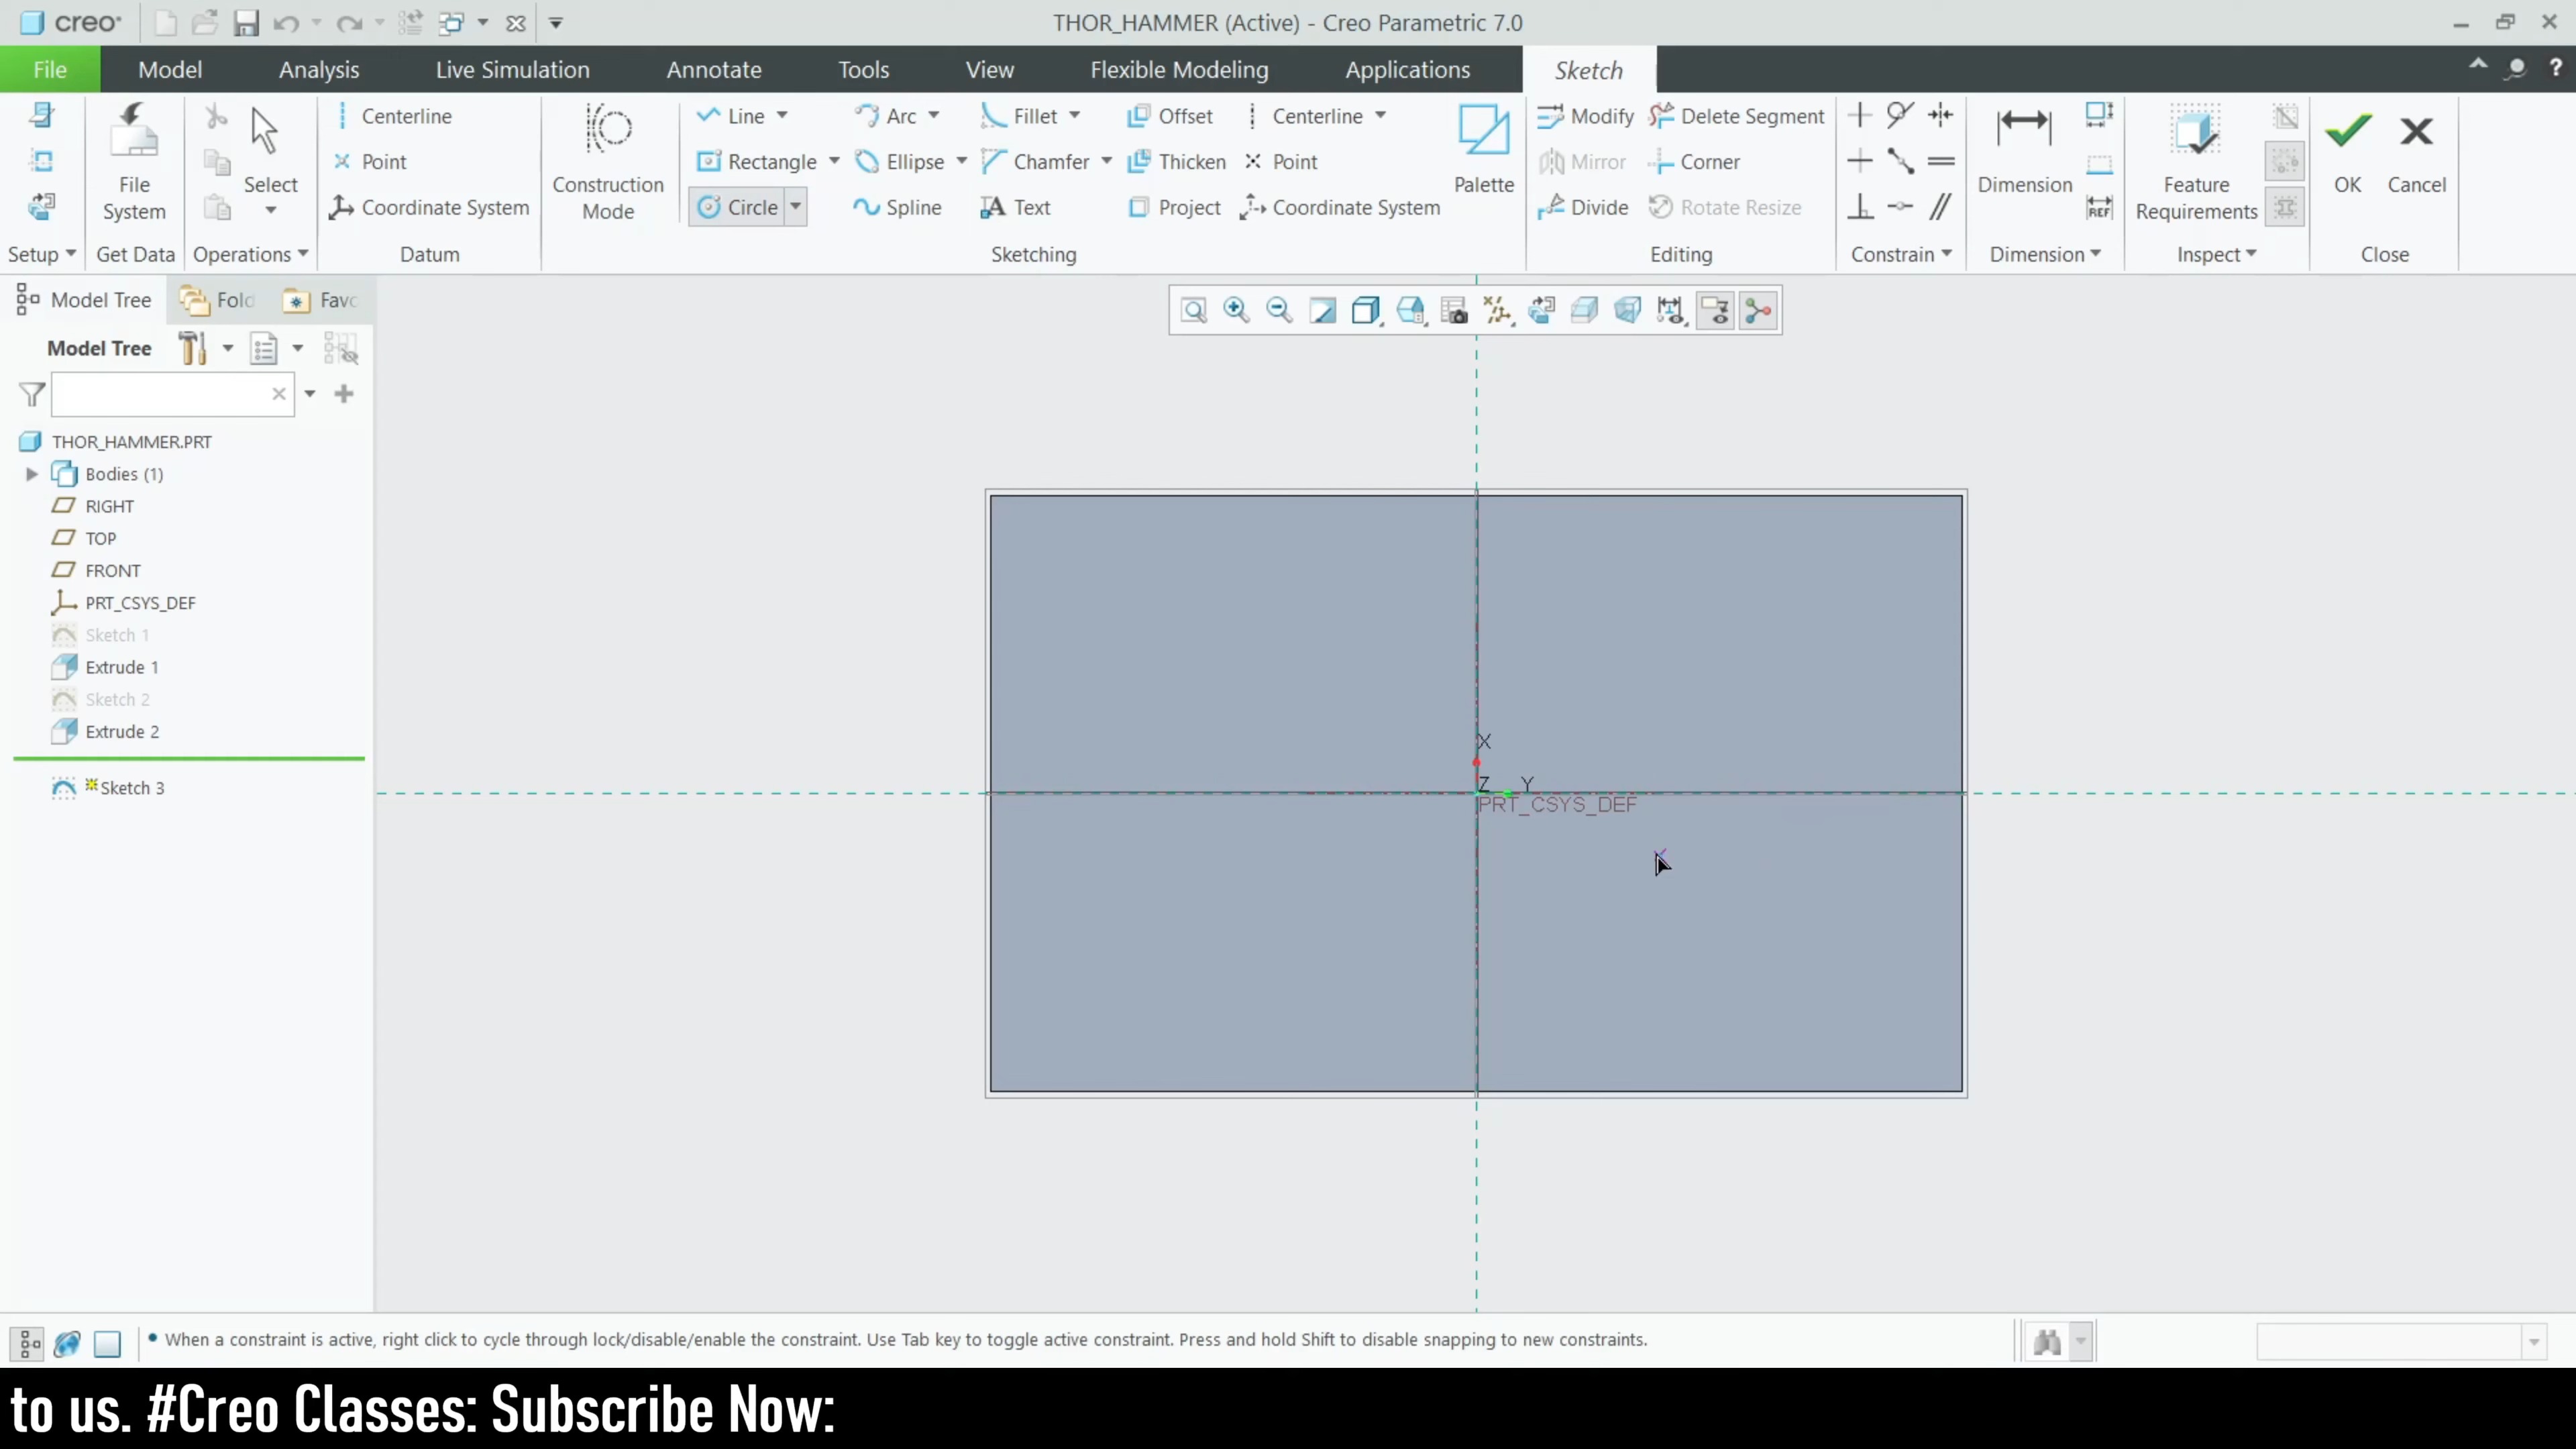 creo
THOR_HAMMER (Active) - Creo Parametric 7.0
File Model Analysis Live Simulation Annotate Tools View Flexible Modeling Applications Sketch
Centerline
Point
Coordinate System
File System
Select
Construction Mode
Line Arc Fillet Offset Centerline
Rectangle Ellipse Chamfer Thicken Point
Circle Spline Text Project Coordinate System
Palette
Modify Delete Segment
Mirror Corner
Divide Rotate Resize
Dimension
REF
Feature Requirements
OK Cancel
Setup Get Data Operations Datum Sketching Editing Constrain Dimension Inspect Close
Model Tree Fold Favo
Model Tree
THOR_HAMMER.PRT
Bodies (1)
RIGHT
TOP
FRONT
PRT_CSYS_DEF
Sketch 1
Extrude 1
Sketch 2
Extrude 2
Sketch 3
X
Z Y
PRT_CSYS_DEF
When a constraint is active, right click to cycle through lock/disable/enable the constraint. Use Tab key to toggle active constraint. Press and hold Shift to disable snapping to new constraints.
to us. #Creo Classes: Subscribe Now: